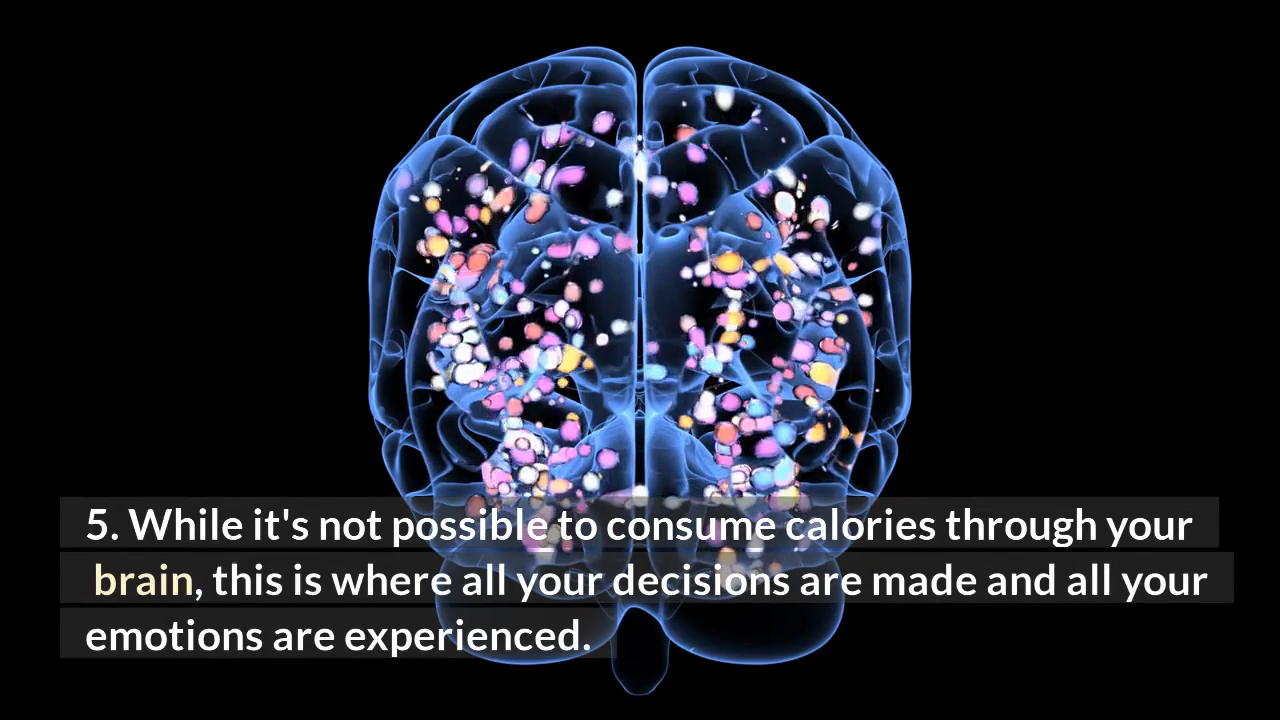 5. While it's not possible to consume calories through your
brain, this is where all your decisions are made and all your
emotions are experienced.